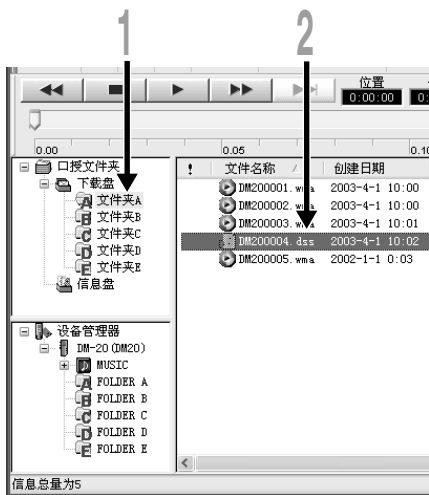 1 2
位置
0:00:00
0.00 0.05 0.10
口授文件夹
下载盘
文件夹A
文件夹B
文件夹C
文件夹D
文件夹E
信息盘
! 文件名称 创建日期
DM200001.wma 2003-4-1 10:00
DM200002.wma 2003-4-1 10:00
DM200003.wma 2003-4-1 10:01
DM200004.dss 2003-4-1 10:02
DM200005.wma 2002-1-1 0:03
设备管理器
DM-20(DM20)
MUSIC
FOLDER A
FOLDER B
FOLDER C
FOLDER D
FOLDER E
信息总量为5